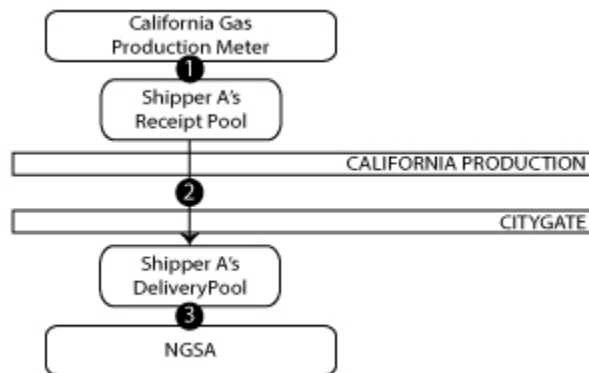 California Gas
Production Meter
1
Shipper A's
Receipt Pool
CALIFORNIA PRODUCTION
2
CITYGATE
Shipper A's
DeliveryPool
3
NGSA